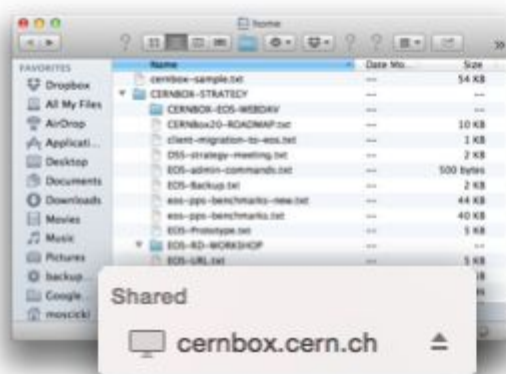 home
Name Date Mo... Size
FAVORITES
Dropbox
All My Files
AirDrop
Applicati...
Desktop
Documents
Downloads
Movies
Music
Pictures
backup...
Google...
moscicki
cernbox-sample.txt -- 54 KB
CERNBOX-STRATEGY --
CERNBOX-EOS-WEBDAV -- --
CERNBox20-ROADMAP.txt -- 10 KB
client-migration-to-eos.txt -- 1 KB
DSS-strategy-meeting.txt -- 2 KB
EOS-admin-commands.txt -- 500 bytes
EOS-Backup.txt -- 2 KB
eos-pps-benchmarks-new.txt -- 44 KB
eos-pps-benchmarks.txt -- 40 KB
EOS-Prototype.txt -- 5 KB
EOS-RD-WORKSHOP -- --
EOS-URL.txt -- 5 KB
Shared
cernbox.cern.ch